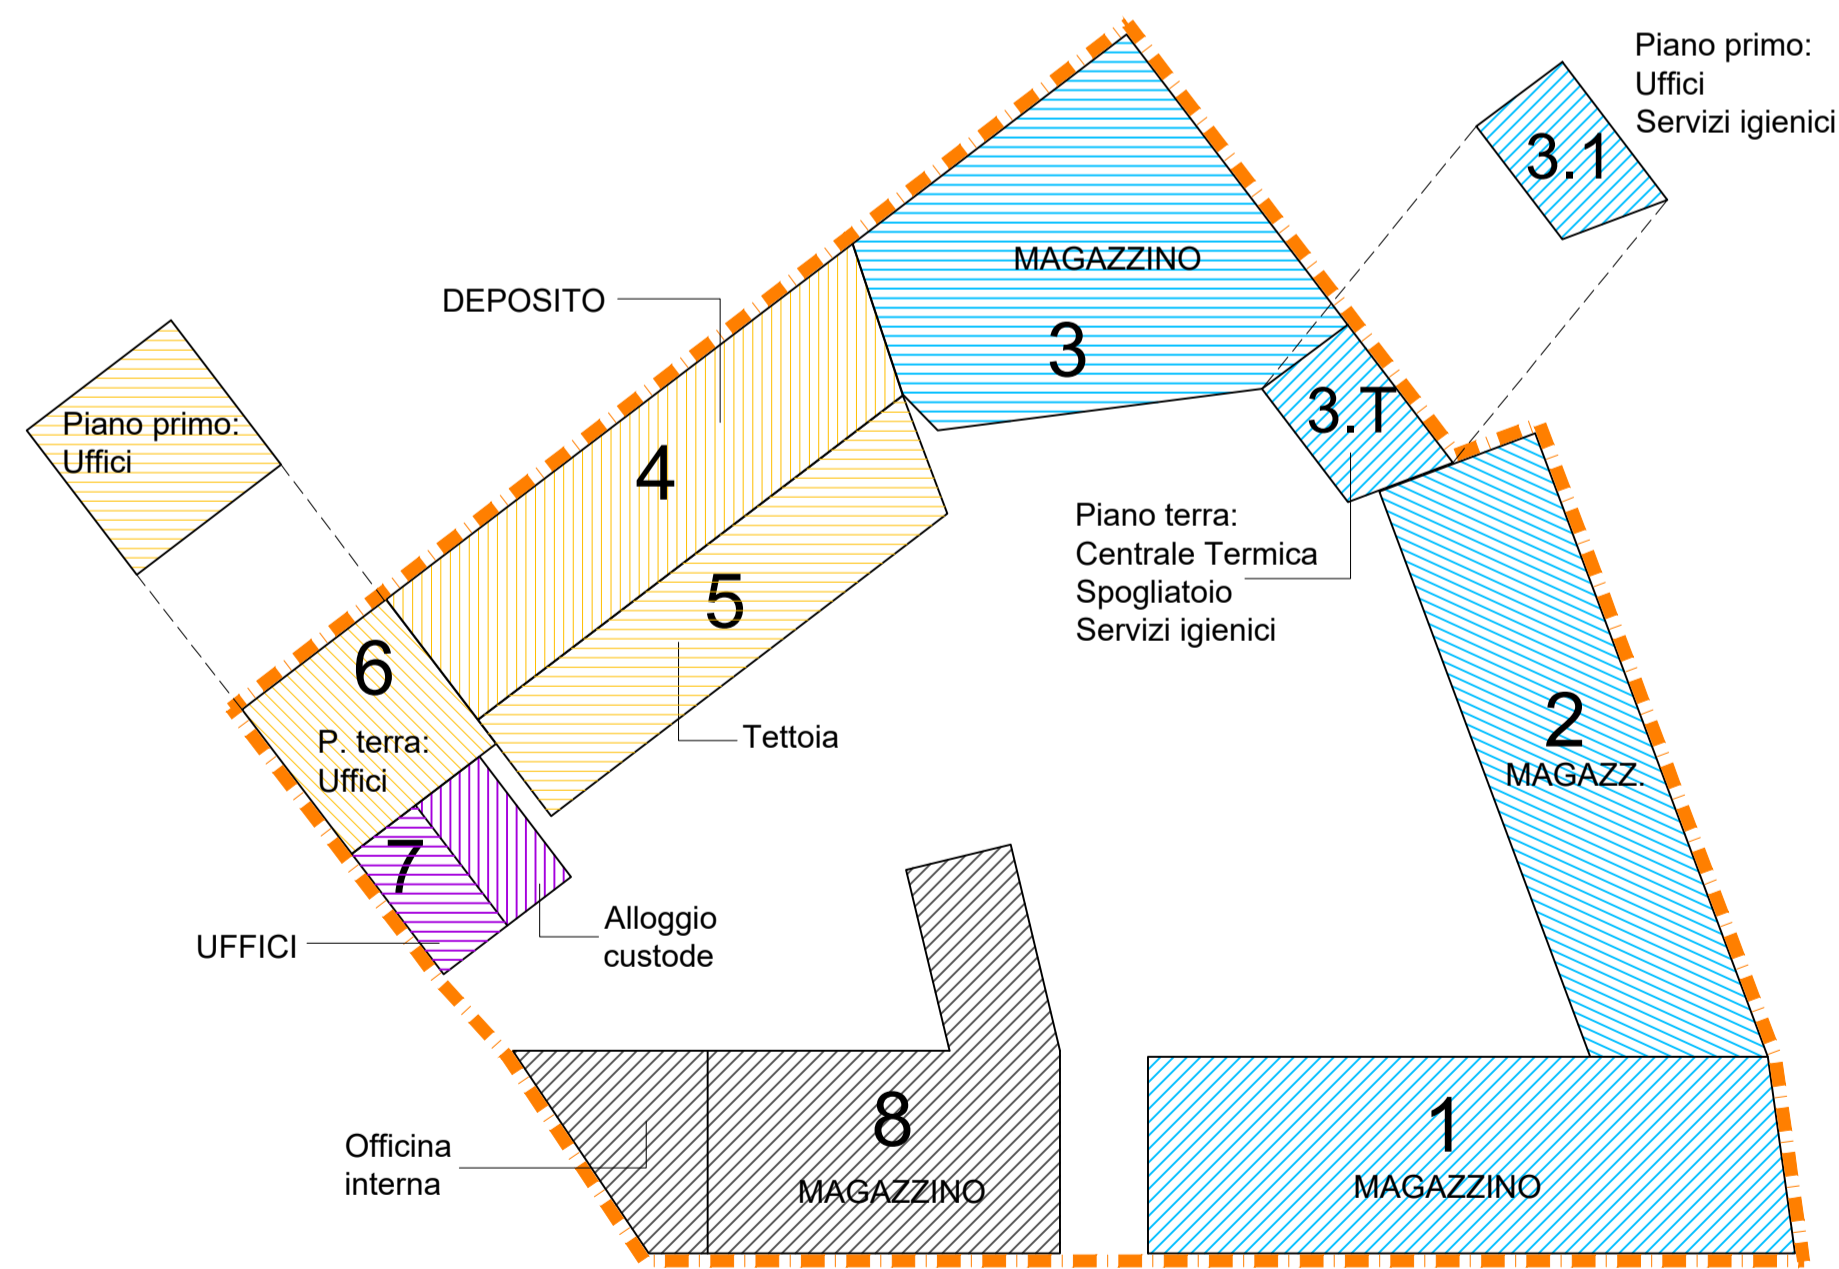 Piano primo:
Uffici
Servizi igienici
3.1
MAGAZZINO
3
DEPOSITO
3.T
Piano primo:
Uffici
4
Piano terra:
Centrale Termica
Spogliatoio
Servizi igienici
5
6
P. terra:
Uffici
Tettoia
2
MAGAZZ.
7
Alloggio
custode
UFFICI
8
MAGAZZINO
Officina
interna
1
MAGAZZINO